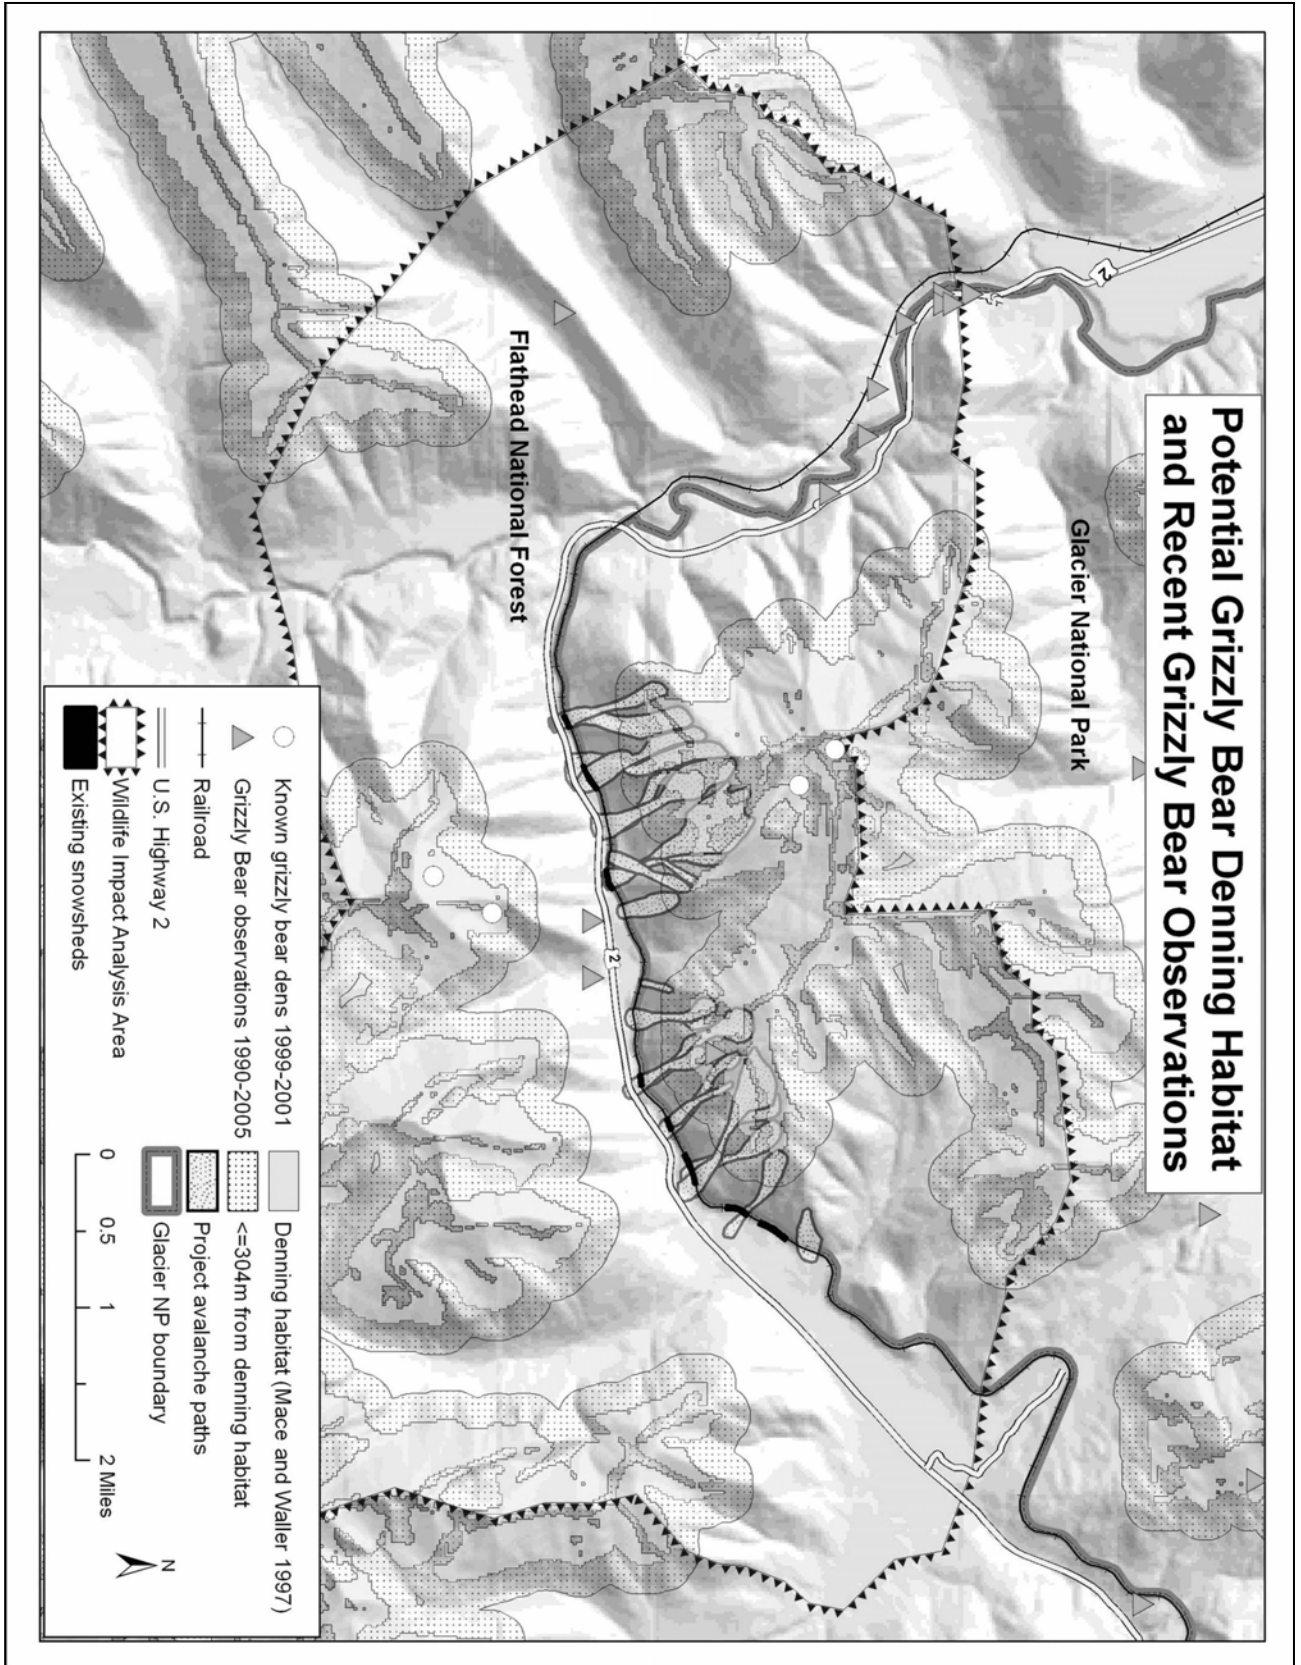 Potential Grizzly Bear Denning Habitat
and Recent Grizzly Bear Observations
Glacier National Park
Flathead National Forest
2
2
Known grizzly bear dens 1999-2001
Grizzly Bear observations 1990-2005
Railroad
U.S. Highway 2
Wildlife Impact Analysis Area
Existing snowsheds
Denning habitat (Mace and Waller 1997)
<=304m from denning habitat
Project avalanche paths
Glacier NP boundary
0 0.5 1 2 Miles
N